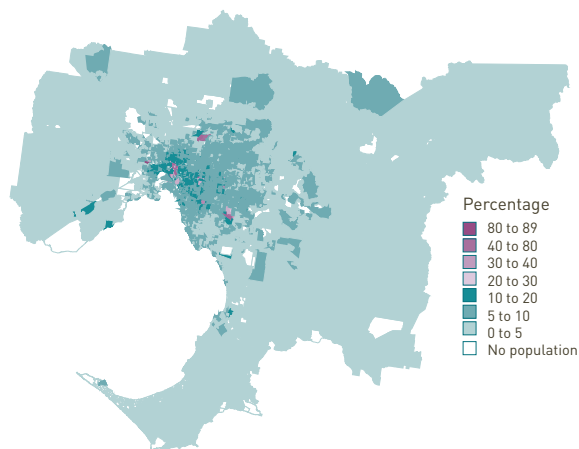 Percentage
80 to 89
40 to 80
30 to 40
20 to 30
10 to 20
5 to 10
0 to 5
No population